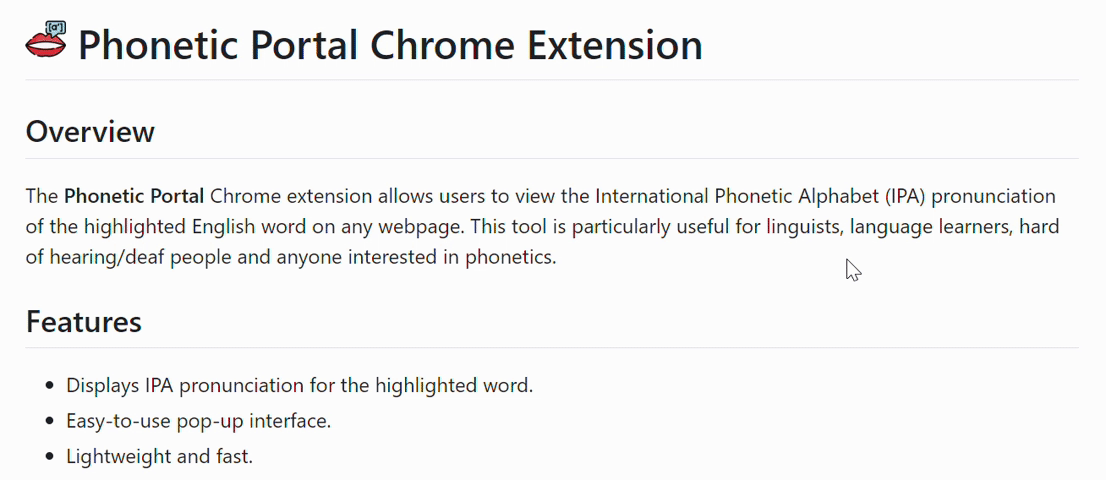 [ɑ']
Phonetic Portal Chrome Extension
Overview
The Phonetic Portal Chrome extension allows users to view the International Phonetic Alphabet (IPA) pronunciation
of the highlighted English word on any webpage. This tool is particularly useful for linguists, language learners, hard
of hearing/deaf people and anyone interested in phonetics.
Features
• Displays IPA pronunciation for the highlighted word.
• Easy-to-use pop-up interface.
• Lightweight and fast.